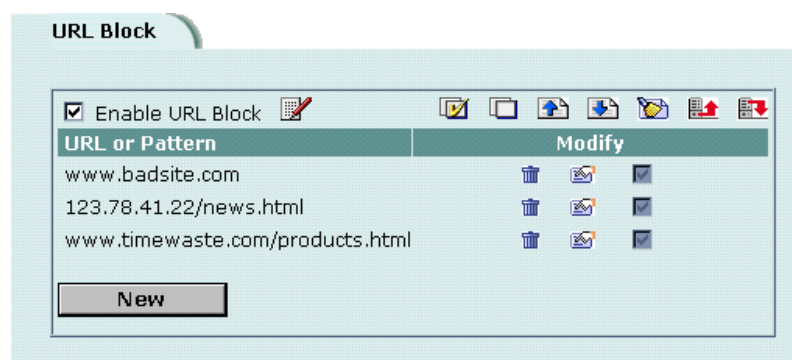 URL Block
Enable URL Block
URL or Pattern Modify
www.badsite.com
123.78.41.22/news.html
www.timewaste.com/products.html
New